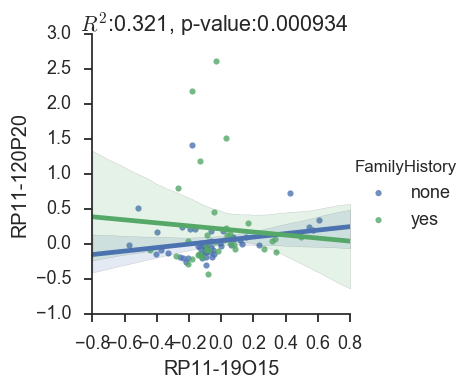 R²:0.321, p-value:0.000934
3.0
2.5
2.0
1.5
1.0
0.5
0.0
−0.5
−1.0
RP11-120P20
−0.8 −0.6 −0.4 −0.2 0.0 0.2 0.4 0.6 0.8
RP11-19O15
FamilyHistory
none
yes